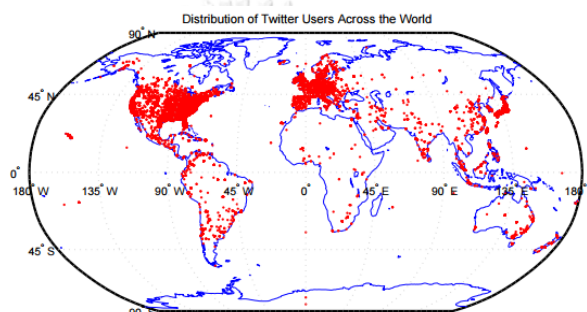 Distribution of Twitter Users Across the World
90° N
45° N
0°
180° W 135° W 90° W 45° W 0° 45° E 90° E 135° E 180°
45° S